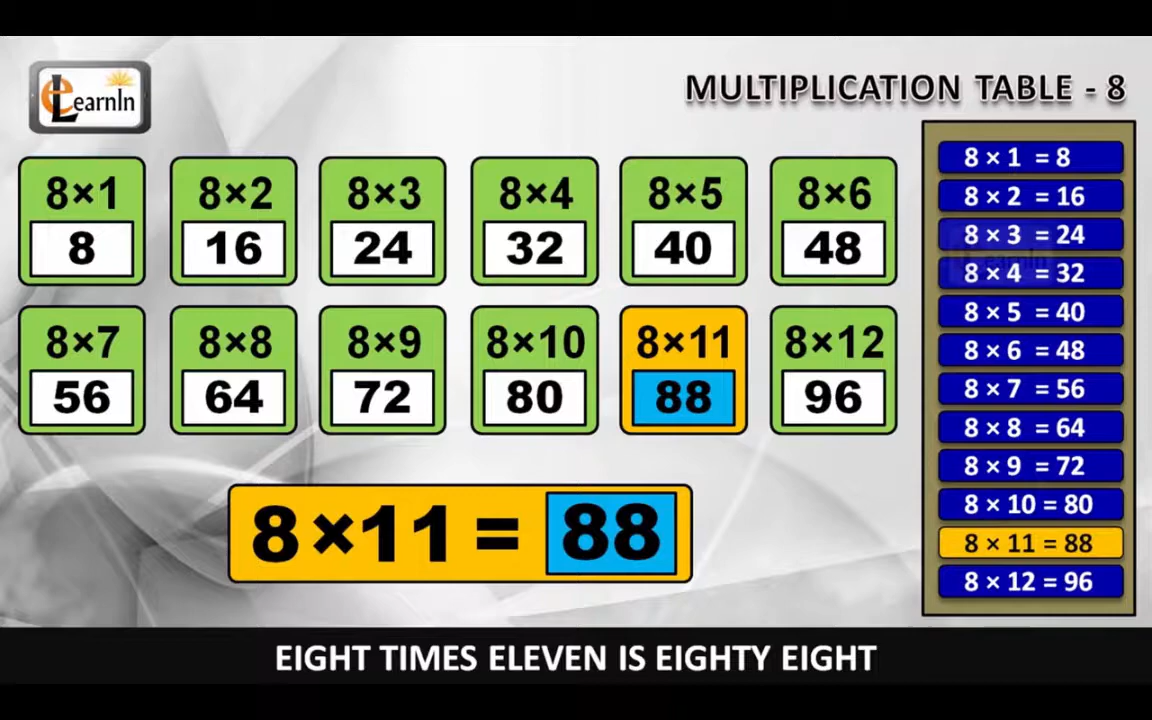 eLearnIn
MULTIPLICATION TABLE - 8
8×1 8×2 8×3 8×4 8×5 8×6
8 16 24 32 40 48
8×7 8×8 8×9 8×10 8×11 8×12
56 64 72 80 88 96
8×11 = 88
8 × 1 = 8
8 × 2 = 16
8 × 3 = 24
8 × 4 = 32
8 × 5 = 40
8 × 6 = 48
8 × 7 = 56
8 × 8 = 64
8 × 9 = 72
8 × 10 = 80
8 × 11 = 88
8 × 12 = 96
EIGHT TIMES ELEVEN IS EIGHTY EIGHT